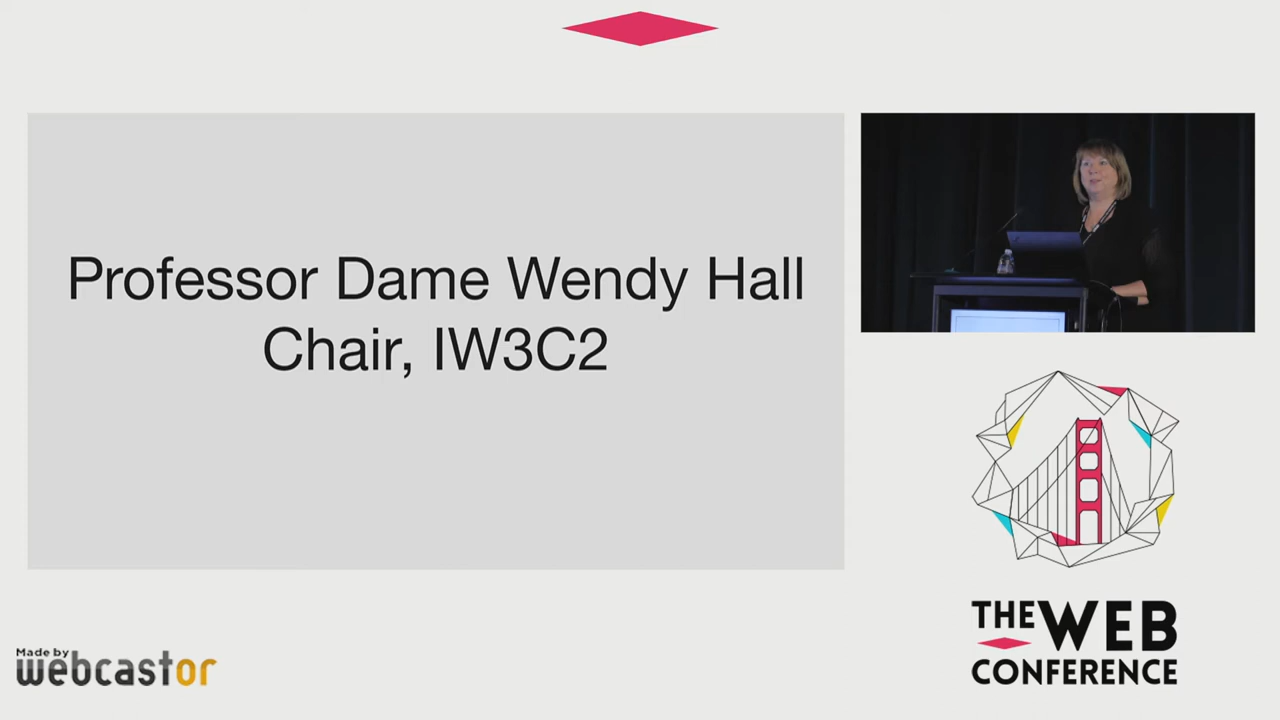 Professor Dame Wendy Hall
Chair, IW3C2
THE WEB
CONFERENCE
Made by
webcastor